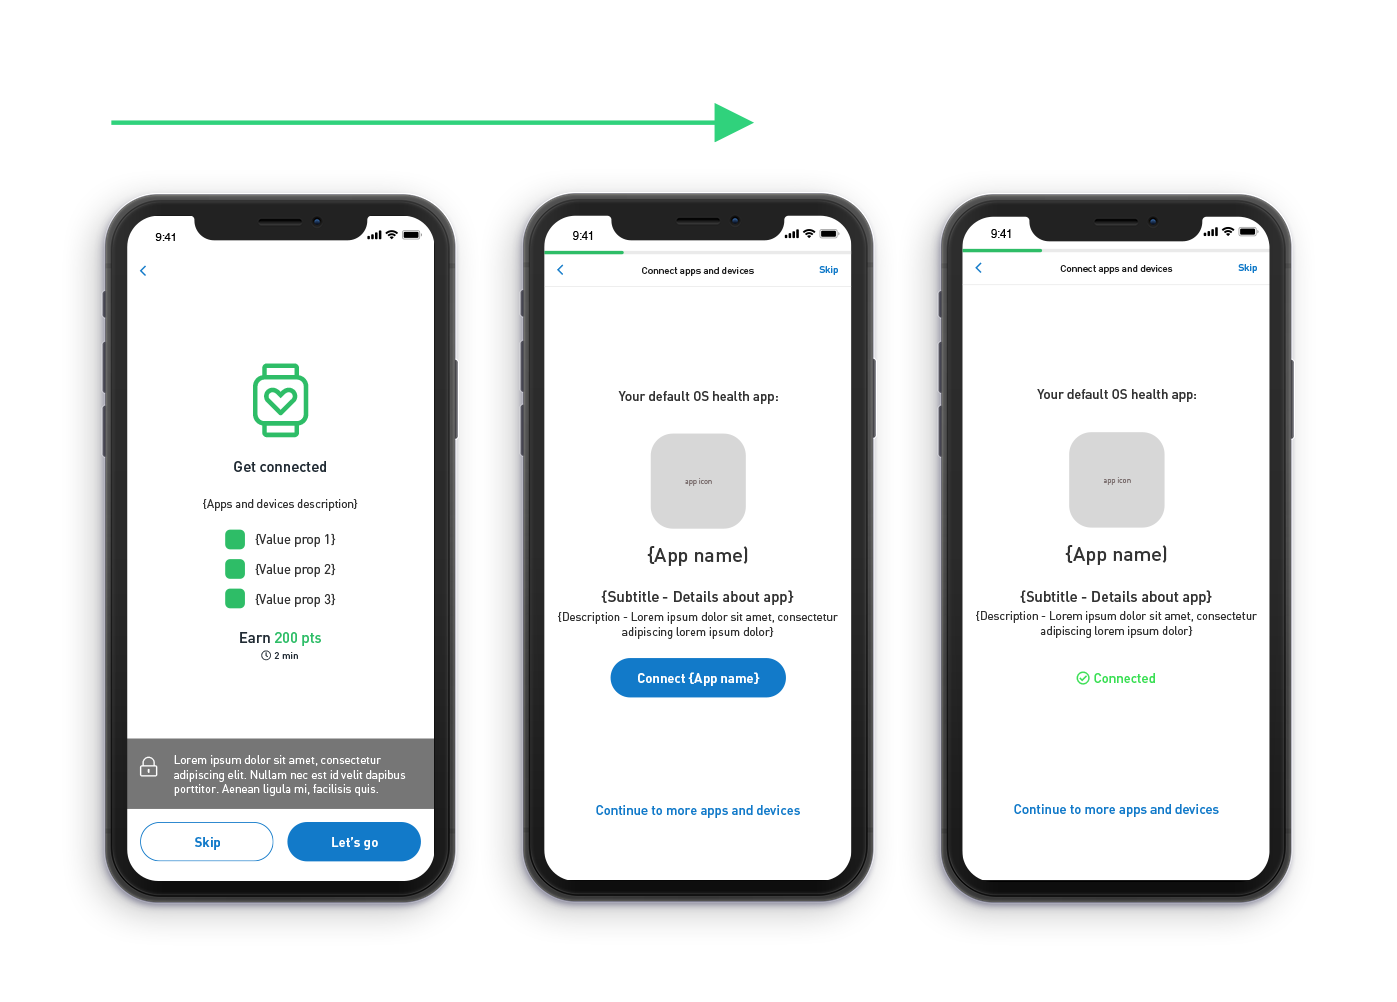 9:41
Get connected
{Apps and devices description}
{Value prop 1}
{Value prop 2}
{Value prop 3}
Earn 200 pts
2 min
Lorem ipsum dolor sit amet, consectetur
adipiscing elit. Nullam nec est id velit dapibus
porttitor. Aenean ligula mi, facilisis quis.
Skip
Let's go
9:41
Connect apps and devices
Skip
Your default OS health app:
app icon
{App name)
{Subtitle - Details about app}
{Description - Lorem ipsum dolor sit amet, consectetur
adipiscing lorem ipsum dolor}
Connect {App name}
Continue to more apps and devices
9:41
Connect apps and devices
Skip
Your default OS health app:
app icon
{App name)
{Subtitle - Details about app}
{Description - Lorem ipsum dolor sit amet, consectetur
adipiscing lorem ipsum dolor}
Connected
Continue to more apps and devices